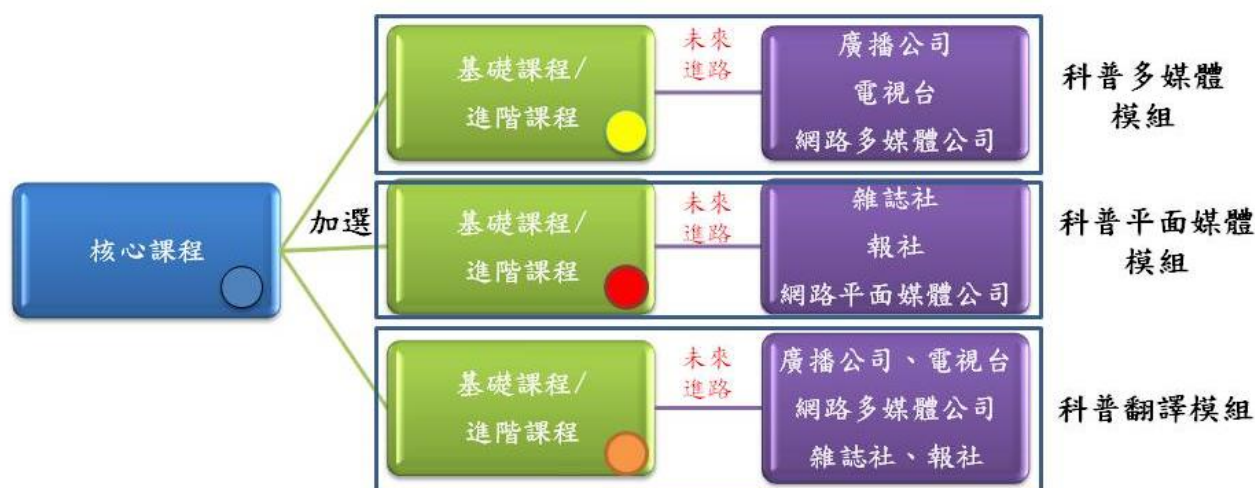 核心課程
加選
基礎課程/
進階課程
未來
進路
廣播公司
電視台
網路多媒體公司
科普多媒體
模組
基礎課程/
進階課程
未來
進路
雜誌社
報社
網路平面媒體公司
科普平面媒體
模組
基礎課程/
進階課程
未來
進路
廣播公司、電視台
網路多媒體公司
雜誌社、報社
科普翻譯模組